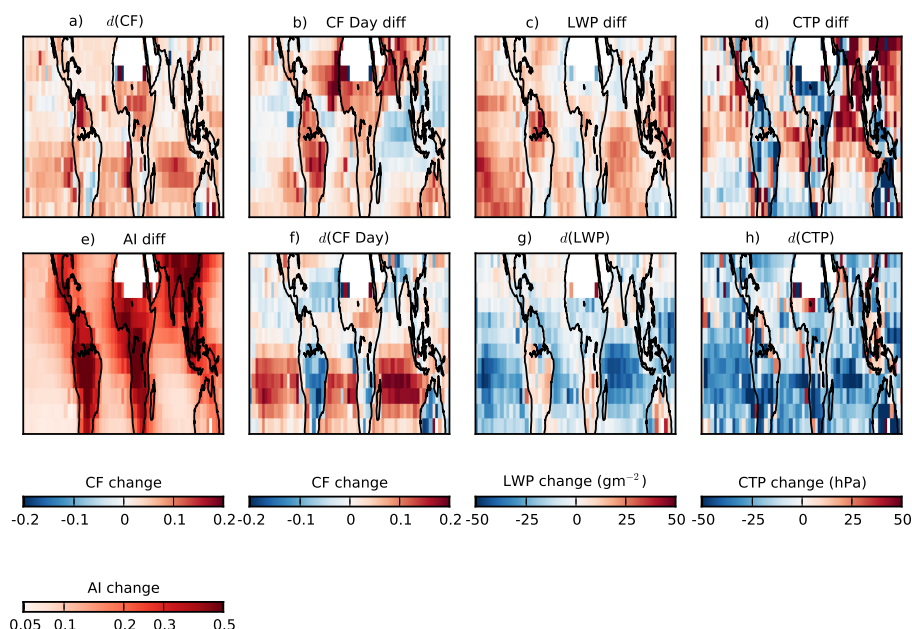 a) d(CF)
b) CF Day diff
c) LWP diff
d) CTP diff
e) AI diff
f) d(CF Day)
g) d(LWP)
h) d(CTP)
CF change
-0.2 -0.1 0 0.1 0.2
CF change
-0.2 -0.1 0 0.1 0.2
LWP change (gm⁻²)
-50 -25 0 25 50
CTP change (hPa)
-50 -25 0 25 50
AI change
0.05 0.1 0.2 0.3 0.5